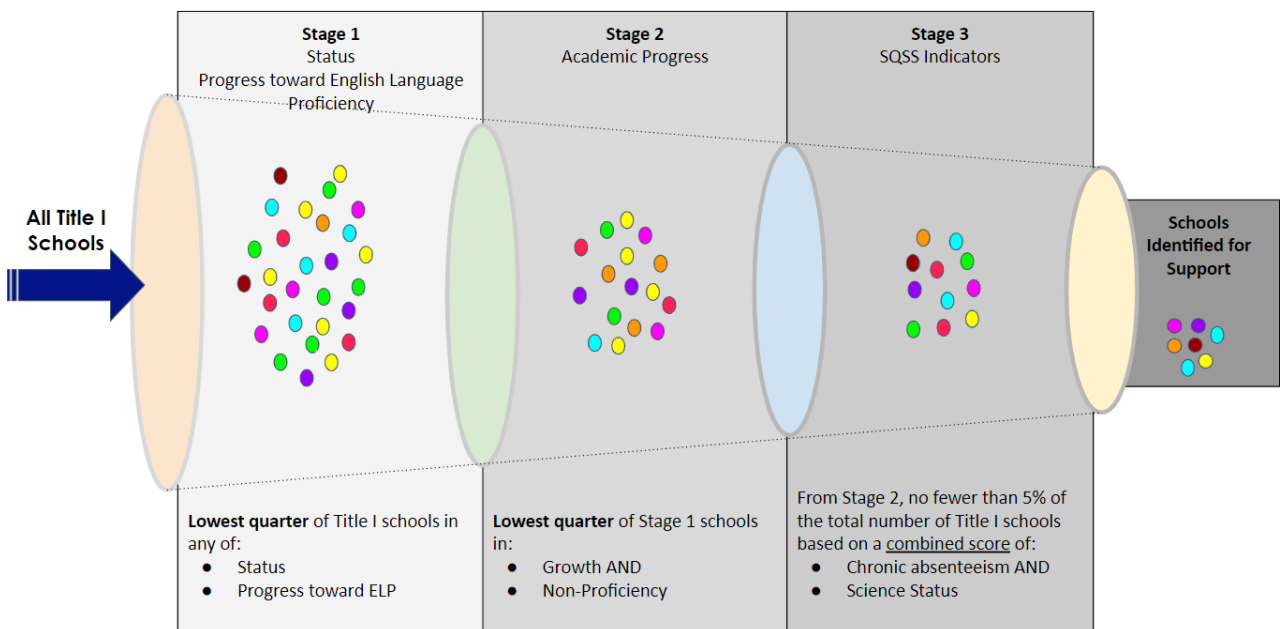 Stage 1
Status
Progress toward English Language
Proficiency
Stage 2
Academic Progress
Stage 3
SQSS Indicators
All Title I
Schools
Schools
Identified for
Support
Lowest quarter of Title I schools in
any of:
● Status
● Progress toward ELP
Lowest quarter of Stage 1 schools
in:
● Growth AND
● Non-Proficiency
From Stage 2, no fewer than 5% of
the total number of Title I schools
based on a combined score of:
● Chronic absenteeism AND
● Science Status